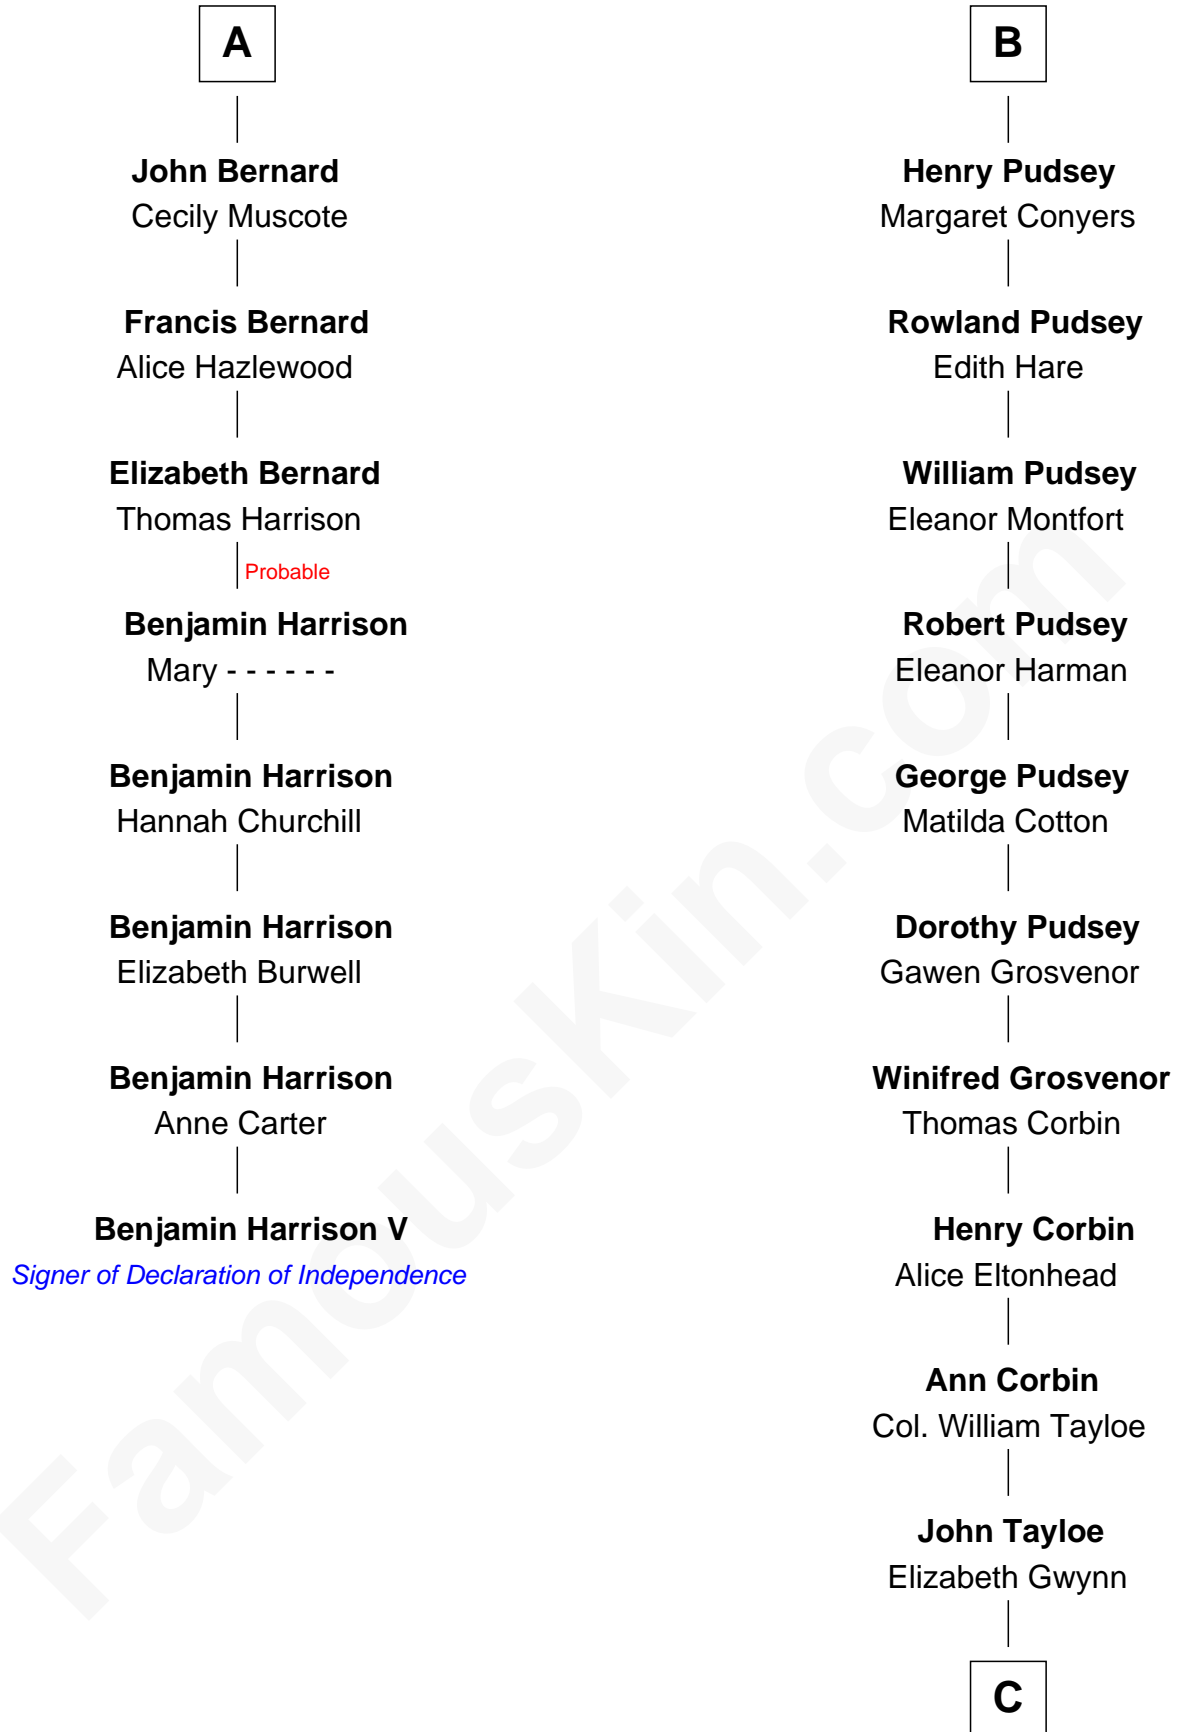 A
John Bernard
Cecily Muscote
Francis Bernard
Alice Hazlewood
Elizabeth Bernard
Thomas Harrison
Probable
Benjamin Harrison
Mary - - - - - -
Benjamin Harrison
Hannah Churchill
Benjamin Harrison
Elizabeth Burwell
Benjamin Harrison
Anne Carter
Benjamin Harrison V
Signer of Declaration of Independence
B
Henry Pudsey
Margaret Conyers
Rowland Pudsey
Edith Hare
William Pudsey
Eleanor Montfort
Robert Pudsey
Eleanor Harman
George Pudsey
Matilda Cotton
Dorothy Pudsey
Gawen Grosvenor
Winifred Grosvenor
Thomas Corbin
Henry Corbin
Alice Eltonhead
Ann Corbin
Col. William Tayloe
John Tayloe
Elizabeth Gwynn
C
FamousKin.com